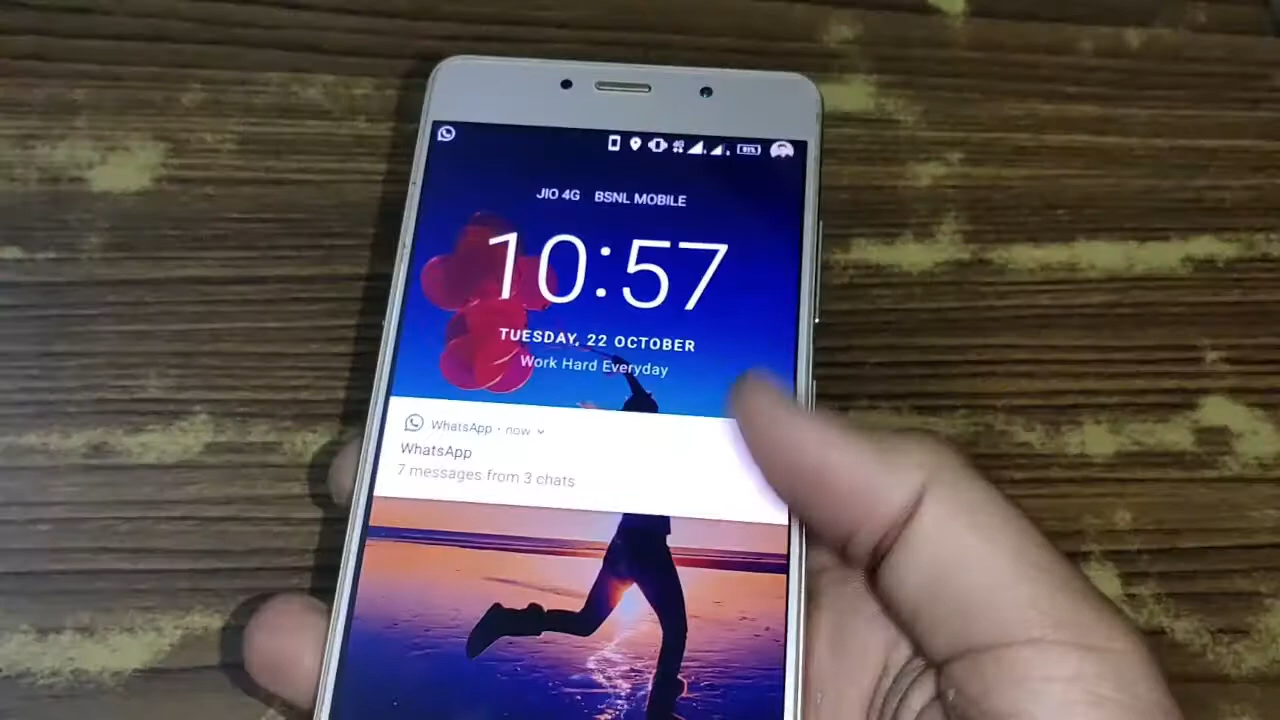 JIO 4G BSNL MOBILE
10:57
TUESDAY, 22 OCTOBER
Work Hard Everyday
WhatsApp · now
WhatsApp
7 messages from 3 chats